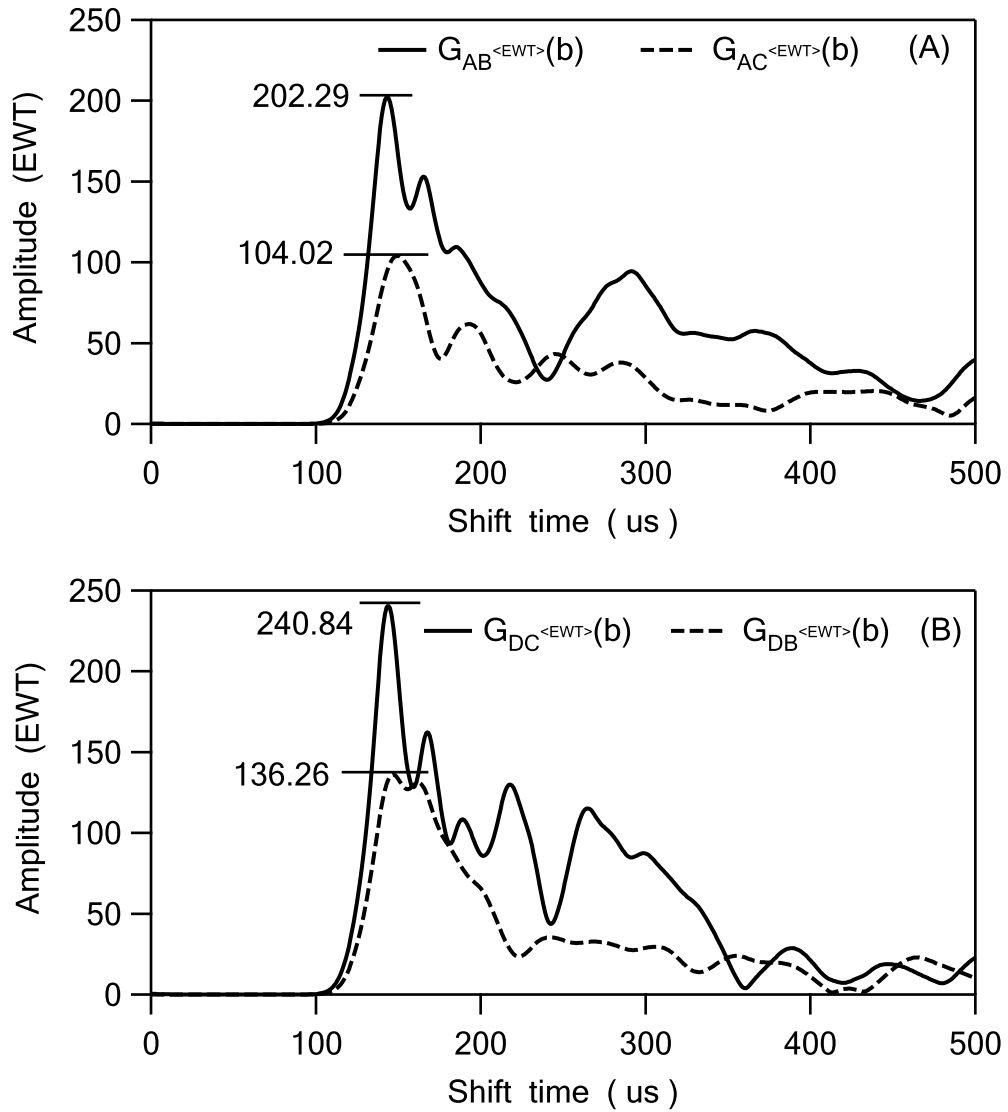 250
G_AB<EWT>(b) G_AC<EWT>(b) (A)
202.29
200
150
104.02
100
50
0
Amplitude (EWT)
0 100 200 300 400 500
Shift time ( us )
250
240.84
G_DC<EWT>(b) G_DB<EWT>(b) (B)
200
150
136.26
100
50
0
Amplitude (EWT)
0 100 200 300 400 500
Shift time ( us )